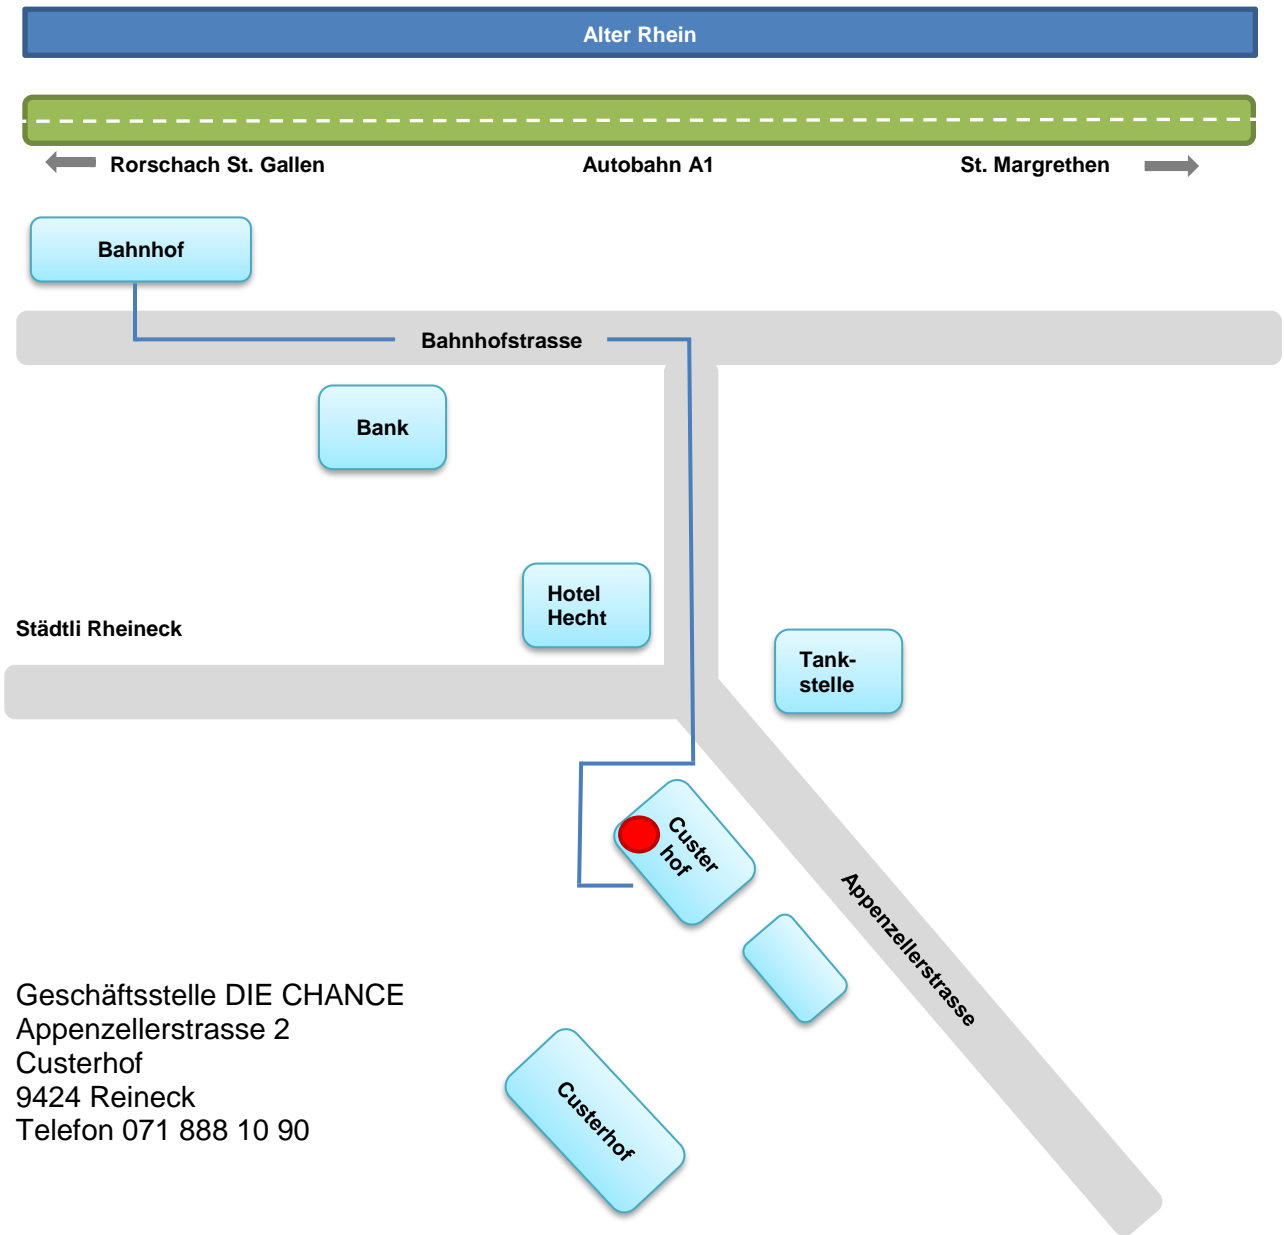 Alter Rhein
Rorschach St. Gallen
Autobahn A1
St. Margrethen
Bahnhof
Bahnhofstrasse
Bank
Hotel
Hecht
Städtli Rheineck
Tank-
stelle
Custer
hof
Appenzellerstrasse
Geschäftsstelle DIE CHANCE
Appenzellerstrasse 2
Custerhof
9424 Reineck
Telefon 071 888 10 90
Custerhof